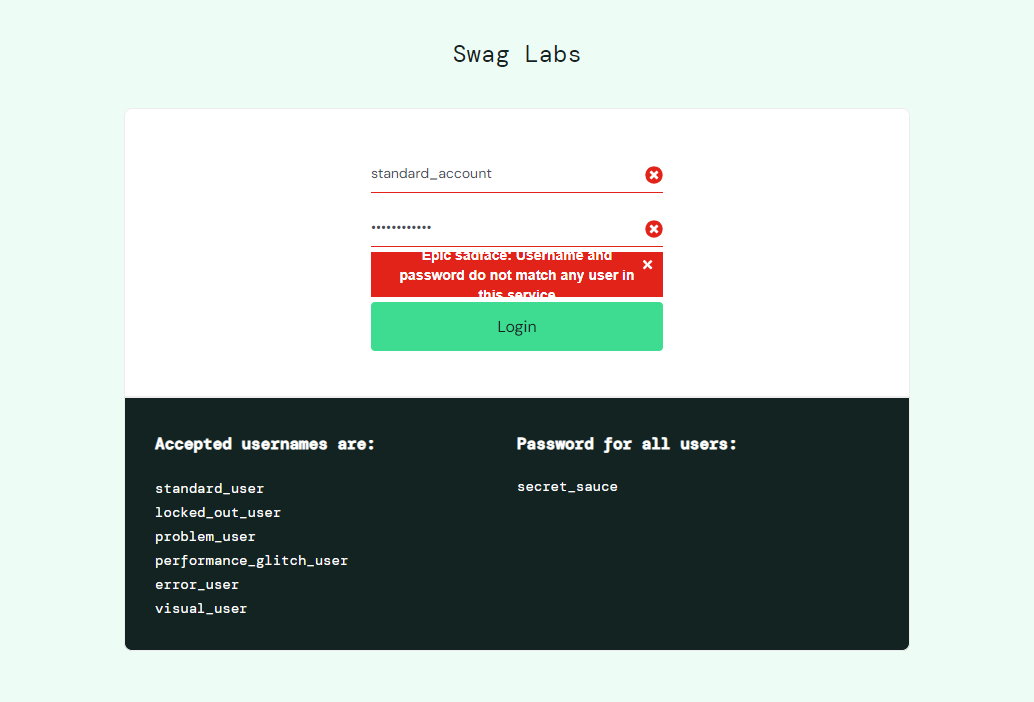 Swag Labs
standard_account
••••••••••••
Epic sadface: Username and
password do not match any user in
this service
Login
Accepted usernames are:
standard_user
locked_out_user
problem_user
performance_glitch_user
error_user
visual_user
Password for all users:
secret_sauce